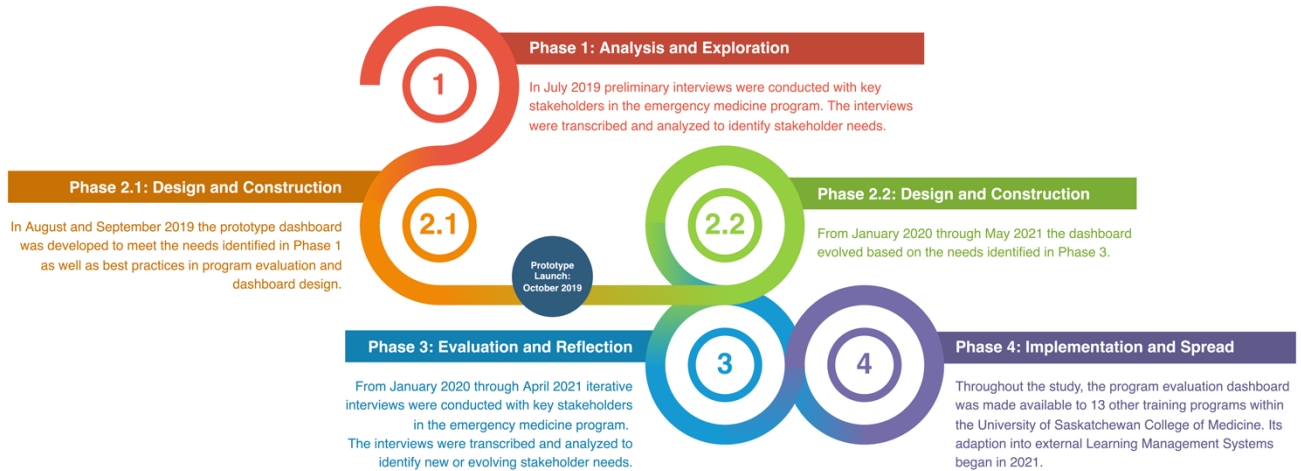 1
Phase 1: Analysis and Exploration
In July 2019 preliminary interviews were conducted with key
stakeholders in the emergency medicine program. The interviews
were transcribed and analyzed to identify stakeholder needs.
Phase 2.1: Design and Construction
2.1
In August and September 2019 the prototype dashboard
was developed to meet the needs identified in Phase 1
as well as best practices in program evaluation and
dashboard design.
Prototype
Launch:
October 2019
2.2
Phase 2.2: Design and Construction
From January 2020 through May 2021 the dashboard
evolved based on the needs identified in Phase 3.
Phase 3: Evaluation and Reflection
3
From January 2020 through April 2021 iterative
interviews were conducted with key stakeholders
in the emergency medicine program.
The interviews were transcribed and analyzed to
identify new or evolving stakeholder needs.
4
Phase 4: Implementation and Spread
Throughout the study, the program evaluation dashboard
was made available to 13 other training programs within
the University of Saskatchewan College of Medicine. Its
adaption into external Learning Management Systems
began in 2021.